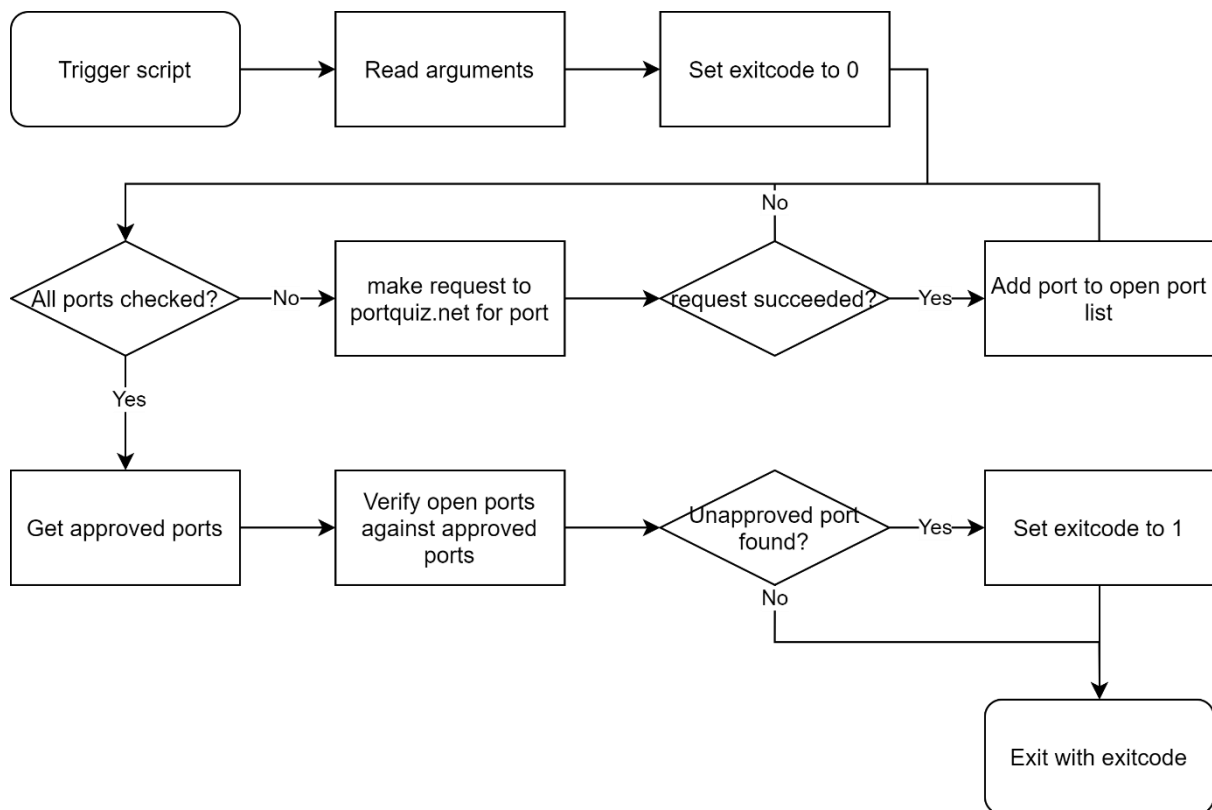 Trigger script
Read arguments
Set exitcode to 0
No
All ports checked?
No
make request to
portquiz.net for port
request succeeded?
Yes
Add port to open port
list
Yes
Get approved ports
Verify open ports
against approved
ports
Unapproved port
found?
Yes
Set exitcode to 1
No
Exit with exitcode